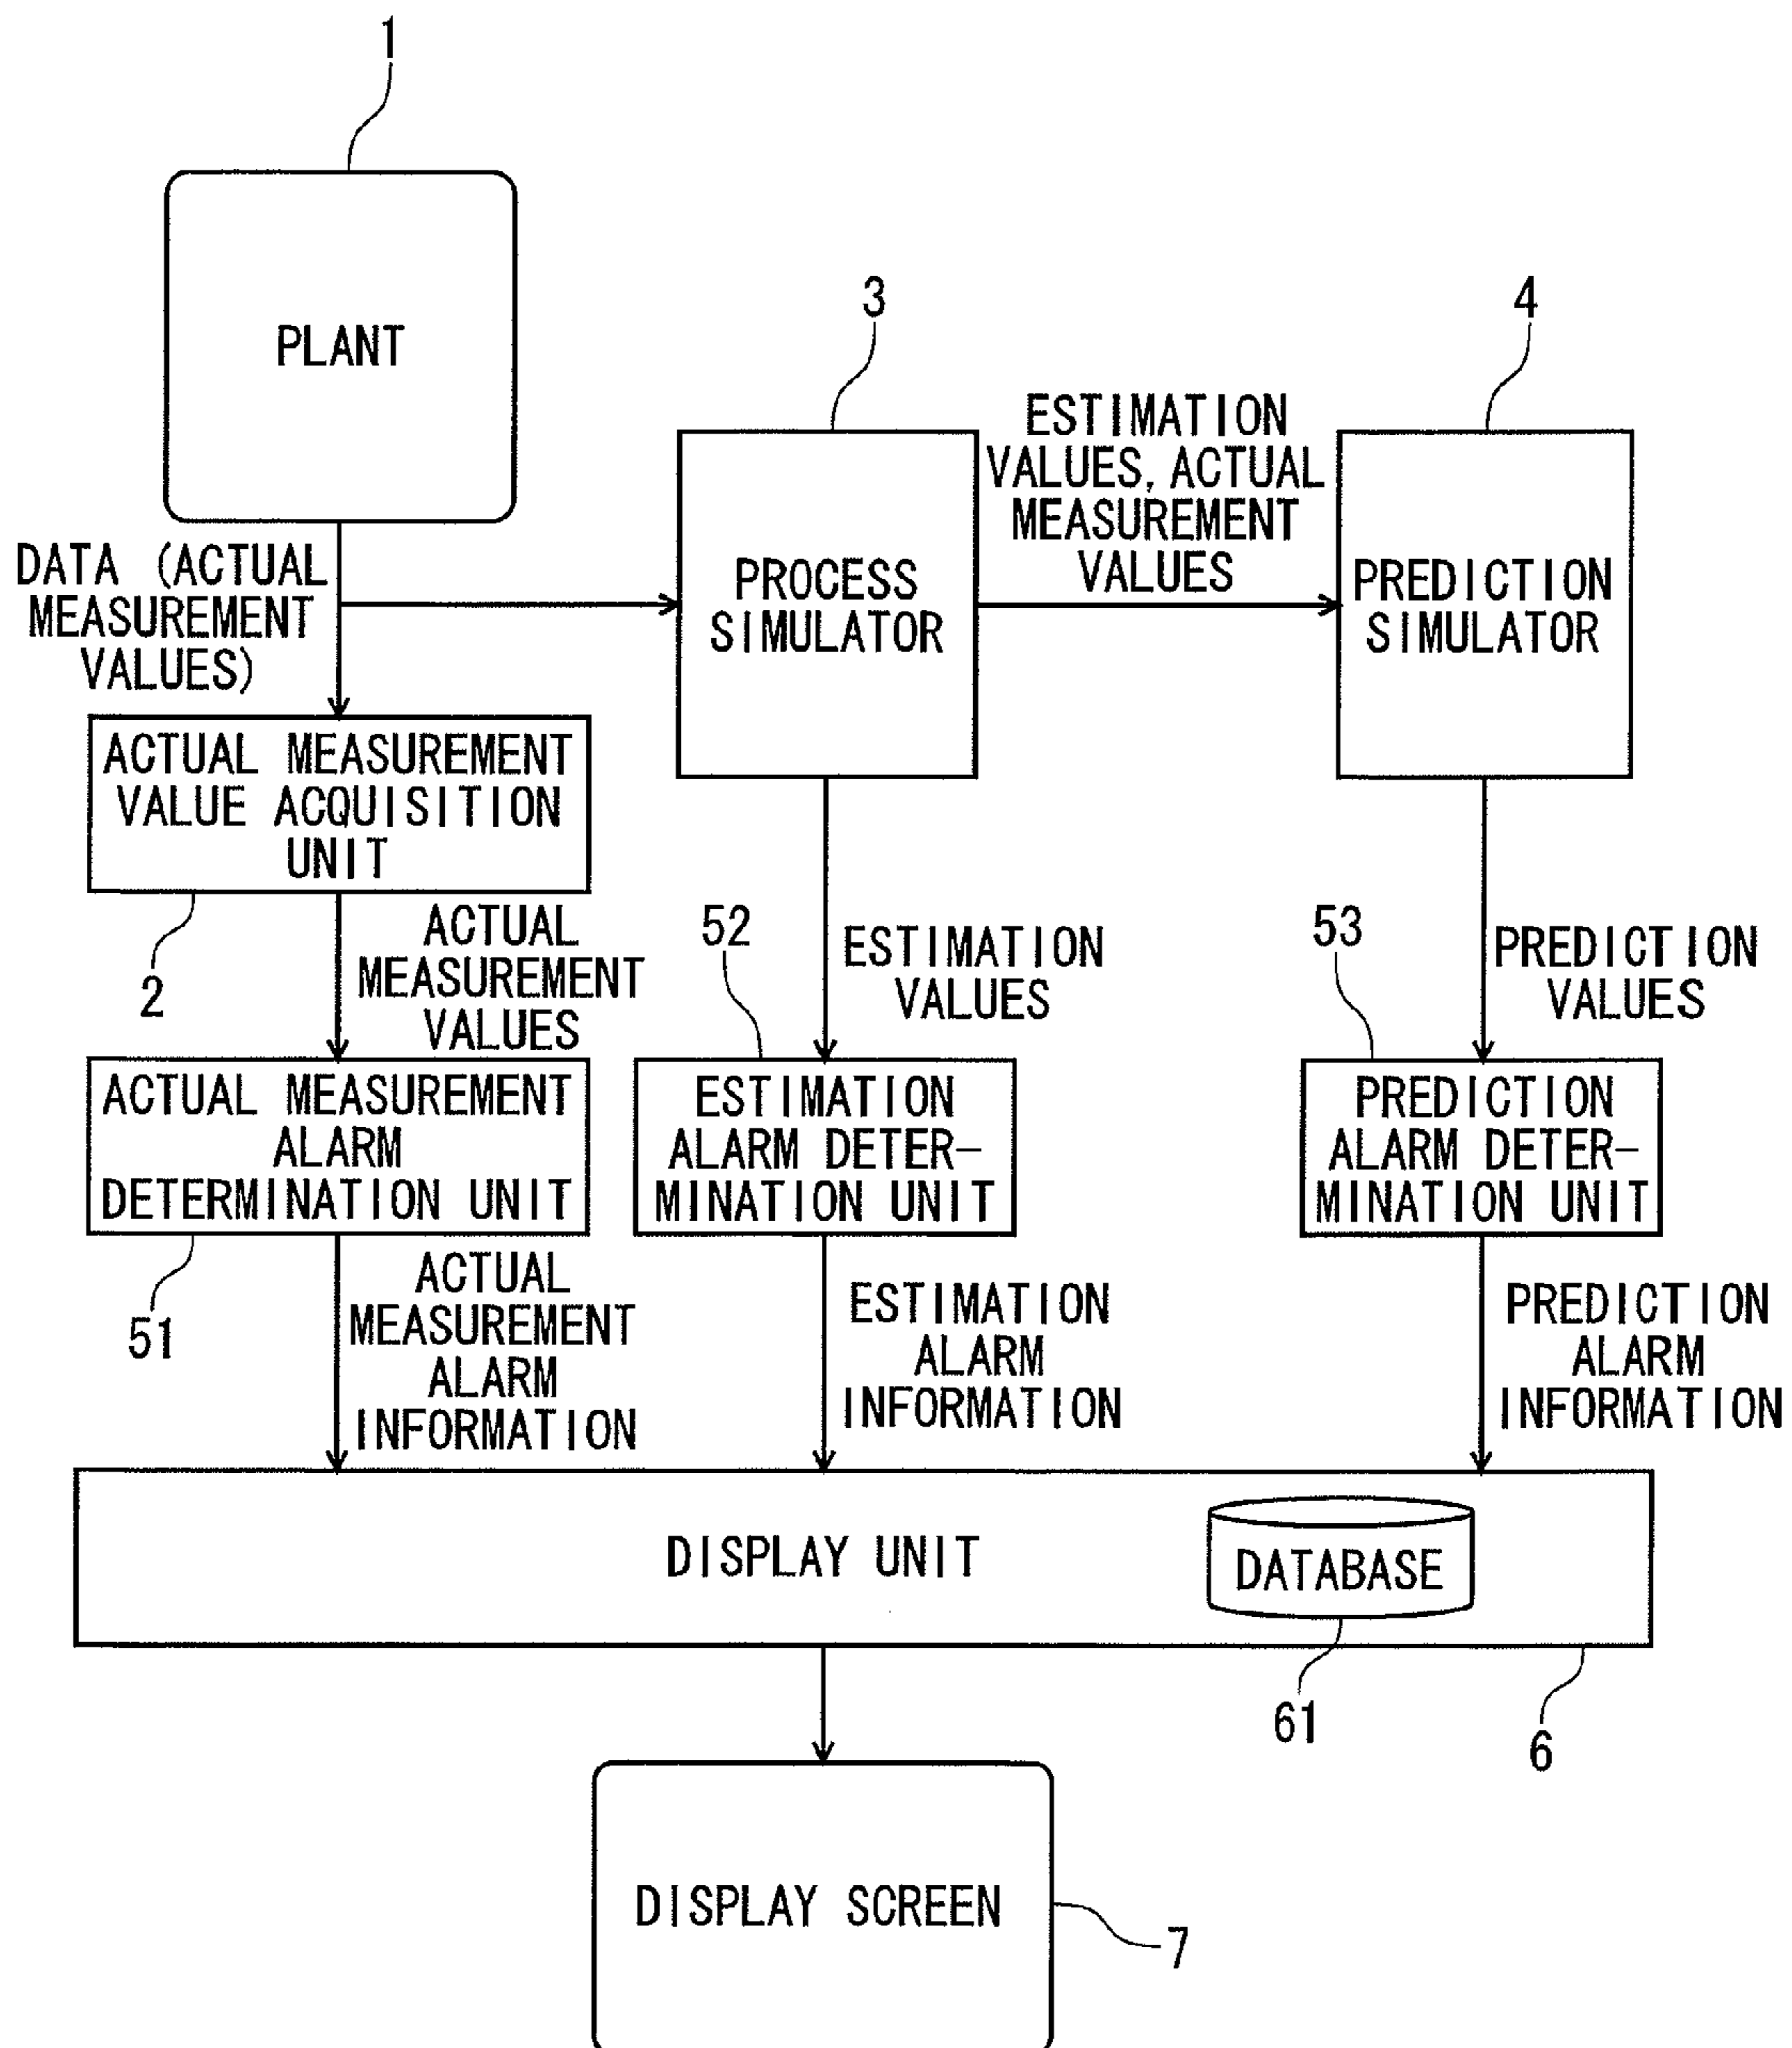 1
PLANT
3
4
ESTIMATION
VALUES, ACTUAL
MEASUREMENT
VALUES
DATA (ACTUAL
MEASUREMENT
VALUES)
PROCESS
SIMULATOR
PREDICTION
SIMULATOR
ACTUAL MEASUREMENT
VALUE ACQUISITION
UNIT
2
ACTUAL
MEASUREMENT
VALUES
52
ESTIMATION
VALUES
53
PREDICTION
VALUES
ACTUAL MEASUREMENT
ALARM
DETERMINATION UNIT
ESTIMATION
ALARM DETER-
MINATION UNIT
PREDICTION
ALARM DETER-
MINATION UNIT
51
ACTUAL
MEASUREMENT
ALARM
INFORMATION
ESTIMATION
ALARM
INFORMATION
PREDICTION
ALARM
INFORMATION
DISPLAY UNIT
DATABASE
61
6
DISPLAY SCREEN
7